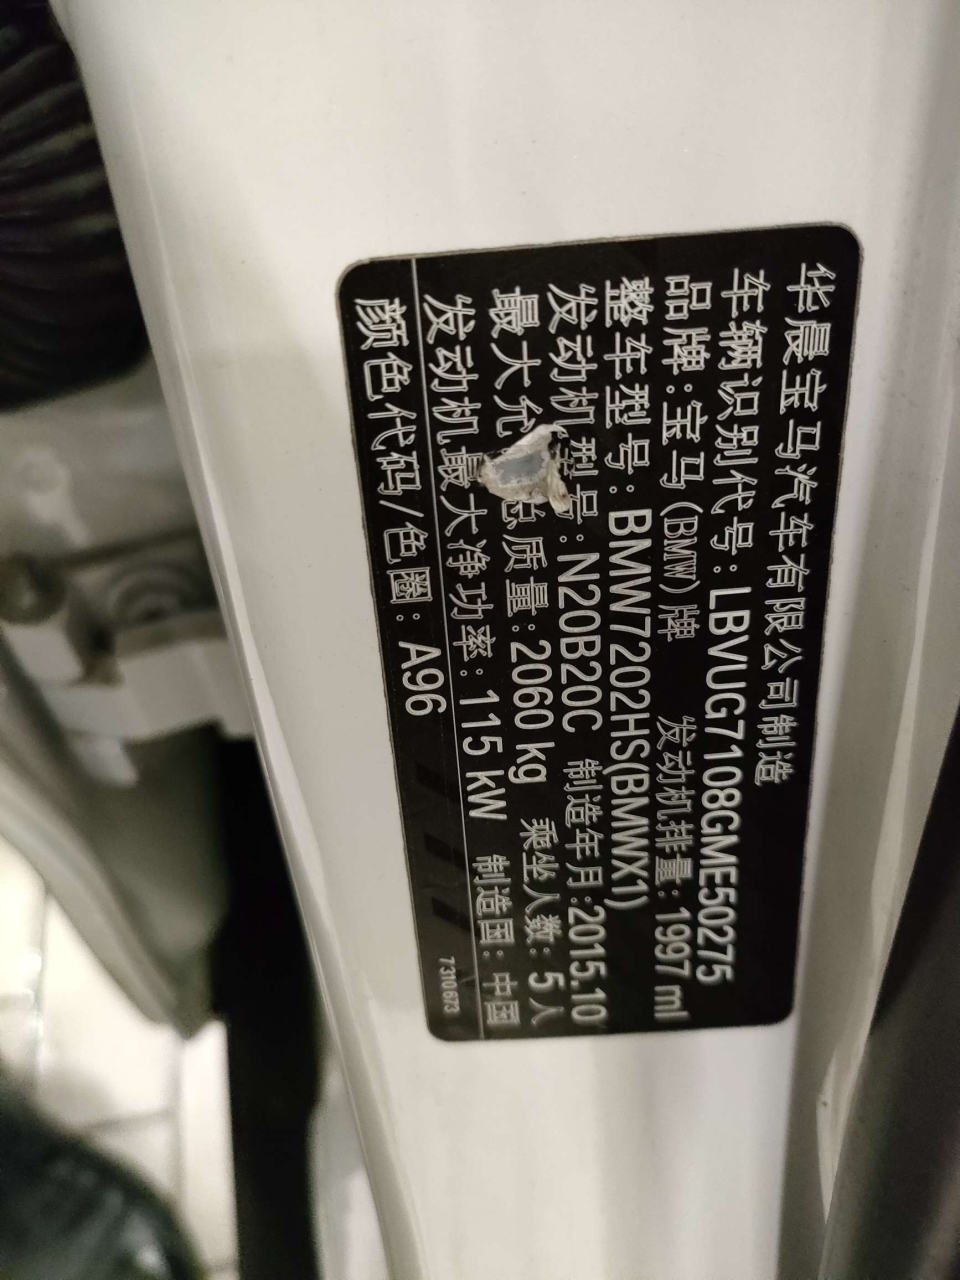 华晨宝马汽车有限公司制造
车辆识别代号: LBVUG7108GME50275
品牌: 宝马(BMW)牌 发动机排量: 1997 ml
整车型号: BMW7202HS(BMWX1)
发动机型号: N20B20C 制造年月:2015.10
最大允 总质量: 2060 kg 乘坐人数: 5人
发动机最大净功率: 115 kW 制造国: 中国
颜色代码/色圈: A96
7310673